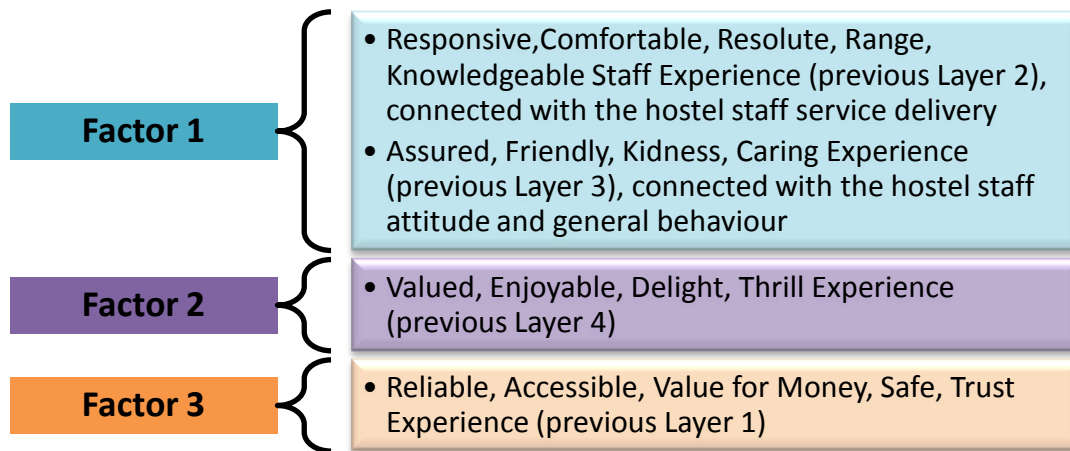 Factor 1
• Responsive,Comfortable, Resolute, Range,
Knowledgeable Staff Experience (previous Layer 2),
connected with the hostel staff service delivery
• Assured, Friendly, Kidness, Caring Experience
(previous Layer 3), connected with the hostel staff
attitude and general behaviour
Factor 2
• Valued, Enjoyable, Delight, Thrill Experience
(previous Layer 4)
Factor 3
• Reliable, Accessible, Value for Money, Safe, Trust
Experience (previous Layer 1)